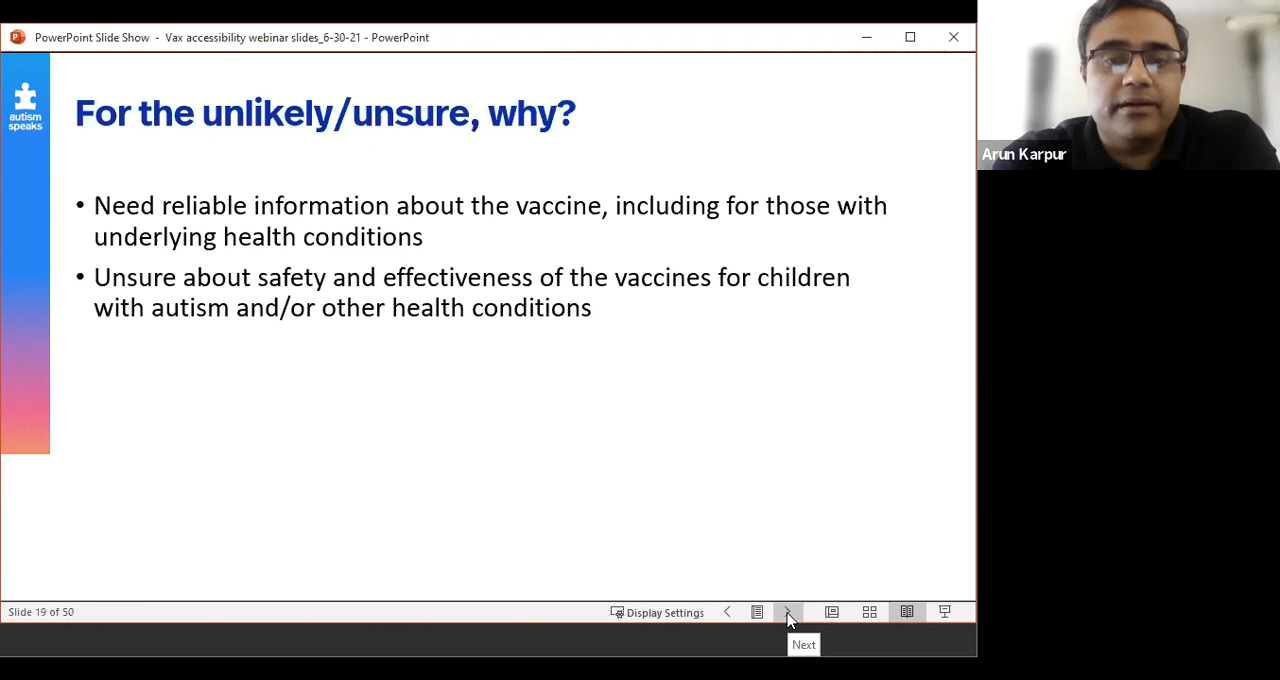 PowerPoint Slide Show - Vax accessibility webinar slides_6-30-21 - PowerPoint
autism
speaks
For the unlikely/unsure, why?
• Need reliable information about the vaccine, including for those with
underlying health conditions
• Unsure about safety and effectiveness of the vaccines for children
with autism and/or other health conditions
Arun Karpur
Slide 19 of 50
Display Settings
Next